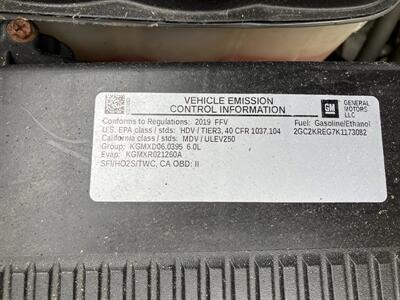 VEHICLE EMISSION
CONTROL INFORMATION
GM
GENERAL
MOTORS
LLC
Conforms to Regulations: 2019 FFV
Fuel: Gasoline/Ethanol
U.S. EPA class / stds: HDV / TIER3, 40 CFR 1037.104
2GC2KREG7K1173082
California class / stds: MDV / ULEV250
Group: KGMXD06.0395 6.0L
Evap: KGMXR021260A
SFI/HO2S/TWC, CA OBD: II